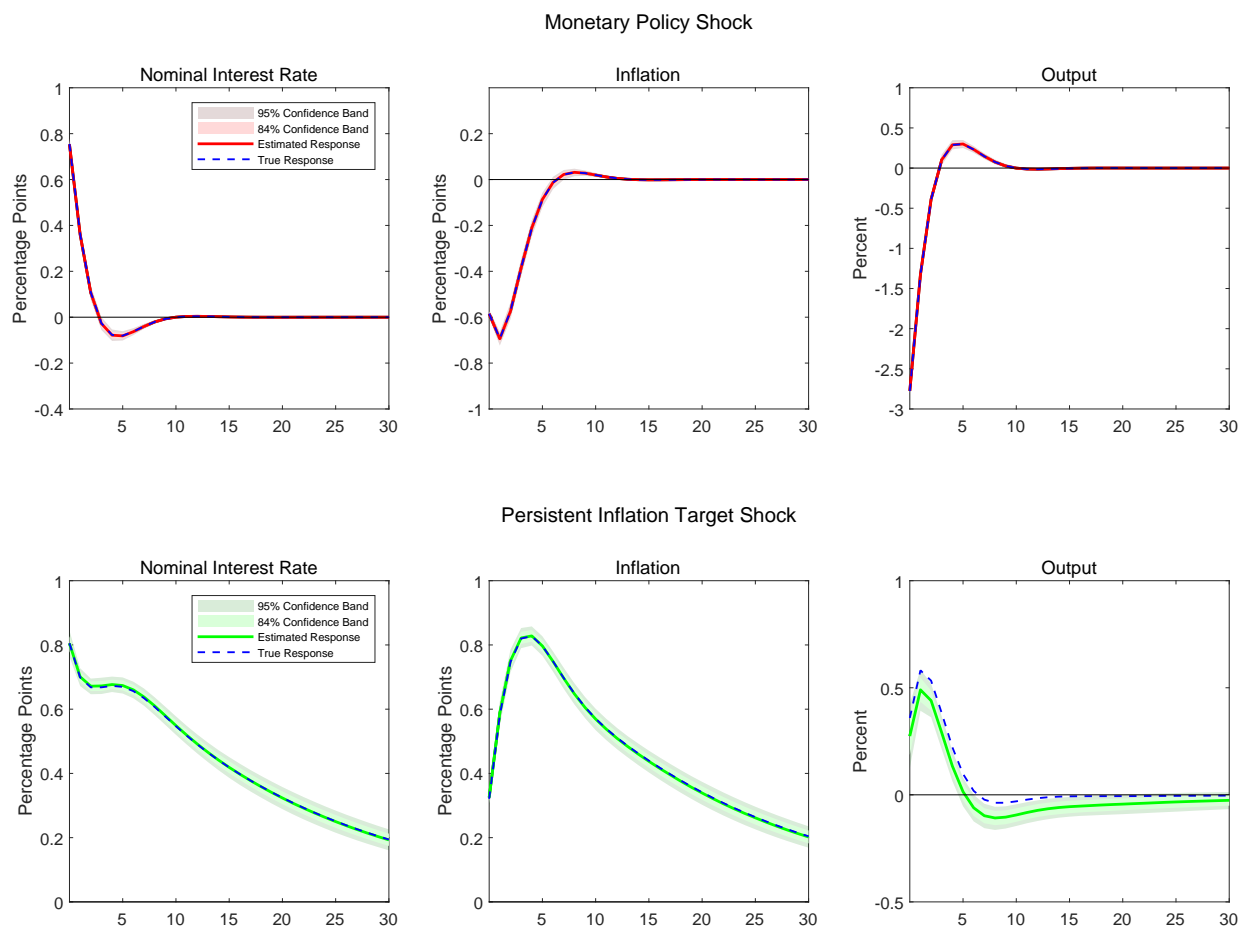 Monetary Policy Shock
Nominal Interest Rate
Inflation
Output
Percentage Points
1
0.8
0.6
0.4
0.2
0
-0.2
-0.4
5 10 15 20 25 30
95% Confidence Band
84% Confidence Band
Estimated Response
True Response
Percentage Points
0.2
0
-0.2
-0.4
-0.6
-0.8
-1
5 10 15 20 25 30
Percent
1
0.5
0
-0.5
-1
-1.5
-2
-2.5
-3
5 10 15 20 25 30
Persistent Inflation Target Shock
Nominal Interest Rate
Inflation
Output
Percentage Points
1
0.8
0.6
0.4
0.2
0
5 10 15 20 25 30
95% Confidence Band
84% Confidence Band
Estimated Response
True Response
Percentage Points
1
0.8
0.6
0.4
0.2
0
5 10 15 20 25 30
Percent
1
0.5
0
-0.5
5 10 15 20 25 30